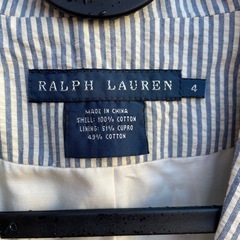 RALPH LAUREN
4
MADE IN CHINA
SHELL: 100% COTTON
LINING: 51% CUPRO
49% COTTON